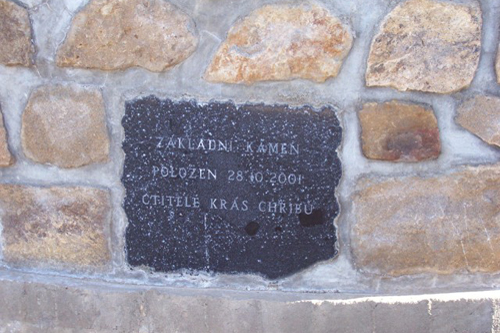 ZÁKLADNÍ KÁMEN
POLOŽEN 28.10.2001
CTITELÉ KRÁS CHŘIBŮ